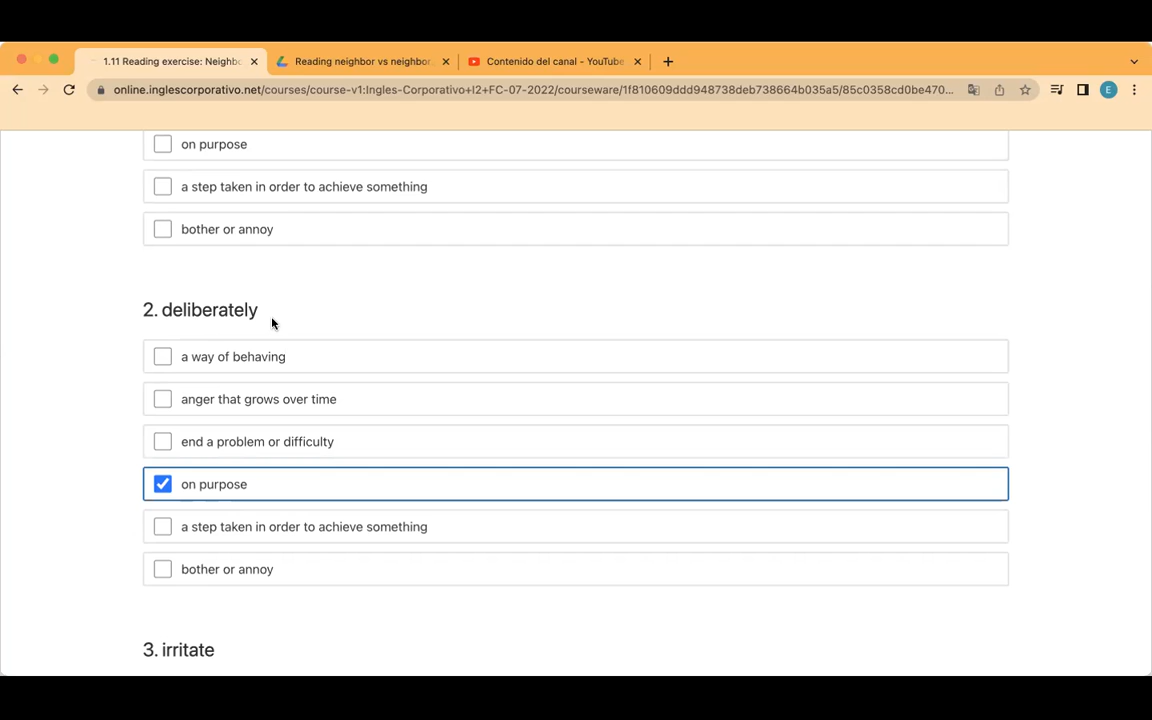 1.11 Reading exercise: Neighbo
Reading neighbor vs neighbor
Contenido del canal - YouTube
online.inglescorporativo.net/courses/course-v1:Ingles-Corporativo+I2+FC-07-2022/courseware/1f810609ddd948738deb738664b035a5/85c0358cd0be470...
E
on purpose
a step taken in order to achieve something
bother or annoy
2. deliberately
a way of behaving
anger that grows over time
end a problem or difficulty
on purpose
a step taken in order to achieve something
bother or annoy
3. irritate